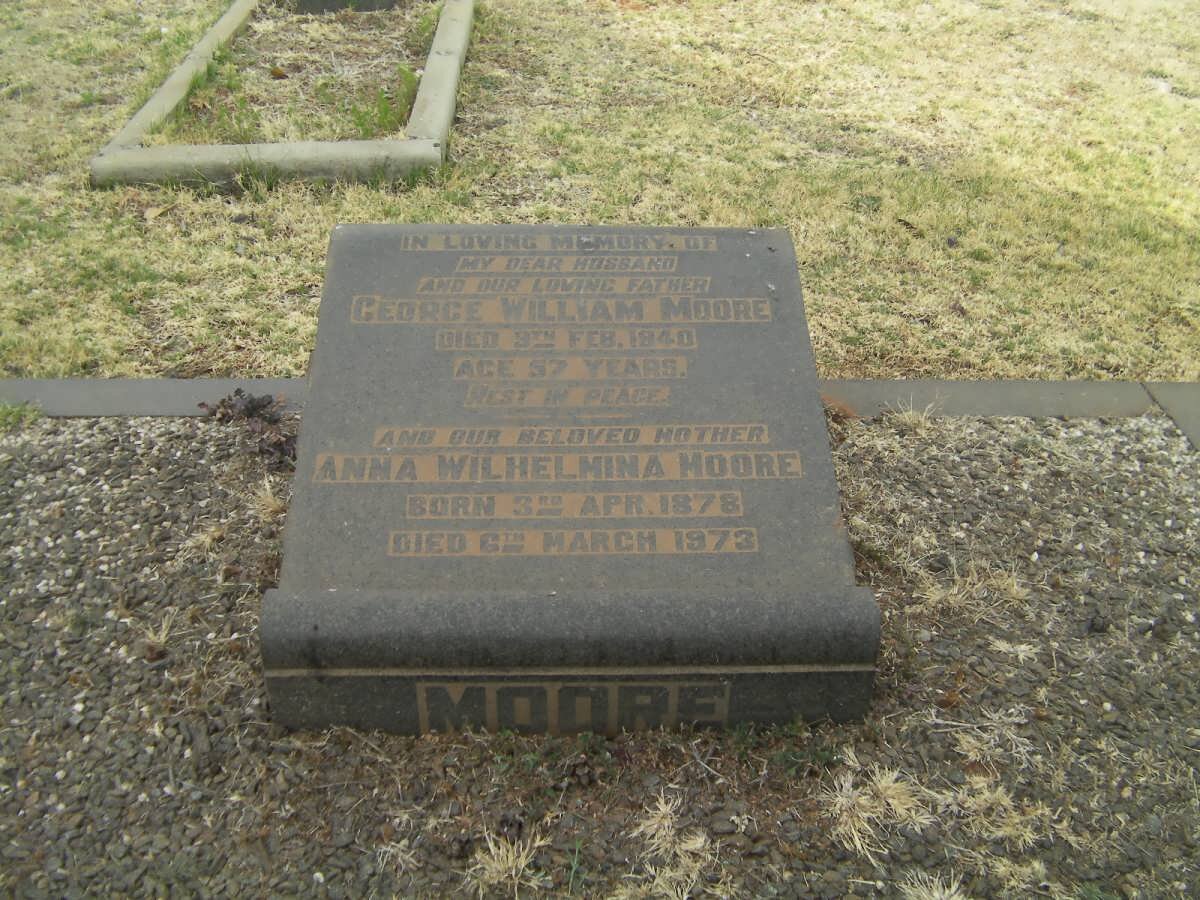 IN LOVING MEMORY OF
MY DEAR HUSBAND
AND OUR LOVING FATHER
GEORGE WILLIAM MOORE
DIED 9TH FEB. 1940
AGE 57 YEARS.
REST IN PEACE.
AND OUR BELOVED MOTHER
ANNA WILHELMINA MOORE
BORN 3RD APR. 1878
DIED 6TH MARCH 1973
MOORE